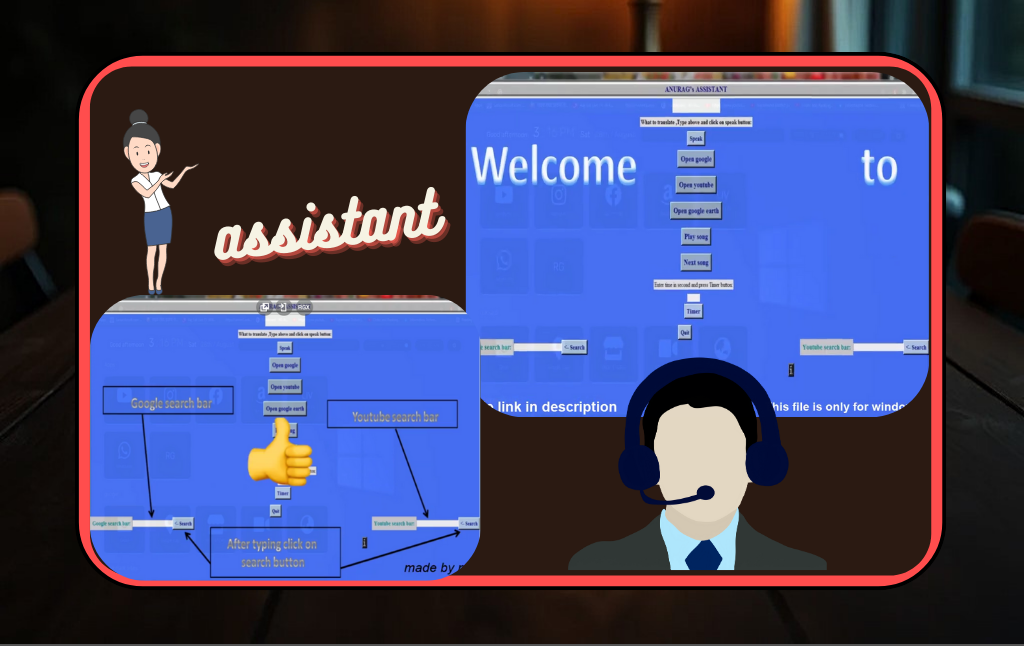 assistant
ANURAG's ASSISTANT
What to translate ,Type above and click on speak button:
Speak
Welcome to
Open google
Open youtube
Open google earth
Play song
Next song
Enter time in second and press Timer button
Timer
Quit
search bar:
Search
Youtube search bar:
Search
link in description
this file is only for
What to translate ,Type above and click on speak button:
Speak
Open google
Open youtube
Open google earth
Google search bar
Youtube search bar
Timer
Quit
Google search bar:
Search
Youtube search bar:
Search
After typing click on
search button
made by